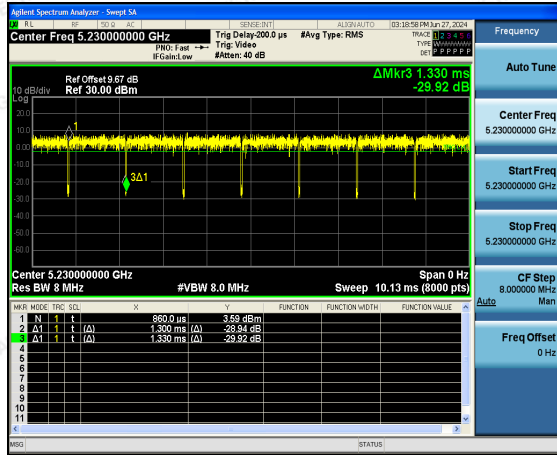 Agilent Spectrum Analyzer - Swept SA
RL RF 50 Ω AC SENSE:INT ALIGN AUTO 03:18:58 PM Jun 27, 2024
Center Freq 5.230000000 GHz
PNO: Fast
IFGain:Low
Trig Delay-200.0 µs
Trig: Video
#Atten: 40 dB
#Avg Type: RMS
TRACE 1 2 3 4 5 6
TYPE
DET P P P P P P
Frequency
Auto Tune
Center Freq
5.230000000 GHz
Start Freq
5.230000000 GHz
Stop Freq
5.230000000 GHz
CF Step
8.000000 MHz
Auto Man
Freq Offset
0 Hz
ΔMkr3 1.330 ms
-29.92 dB
Ref Offset 9.67 dB
10 dB/div Ref 30.00 dBm
Log
20.0
10.0
0.00
-10.0
-20.0
-30.0
-40.0
-50.0
-60.0
1
3Δ1
Center 5.230000000 GHz Span 0 Hz
Res BW 8 MHz #VBW 8.0 MHz Sweep 10.13 ms (8000 pts)
MKR MODE TRC SCL X Y FUNCTION FUNCTION WIDTH FUNCTION VALUE
1 N 1 t 860.0 µs 3.59 dBm
2 Δ1 1 t (Δ) 1.300 ms (Δ) -28.94 dB
3 Δ1 1 t (Δ) 1.330 ms (Δ) -29.92 dB
4
5
6
7
8
9
10
11
MSG STATUS